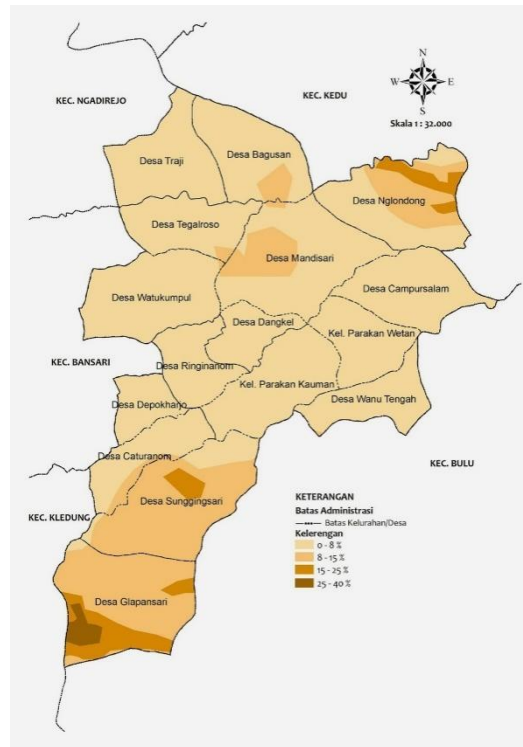 N
W
E
S
Skala 1 : 32.000
KEC. NGADIREJO
KEC. KEDU
Desa Traji
Desa Bagusan
Desa Nglondong
Desa Tegalroso
Desa Mandisari
Desa Campursalam
Desa Watukumpul
Desa Dangkel
Kel. Parakan Wetan
KEC. BANSARI
Desa Ringinanom
Kel. Parakan Kauman
Desa Wanu Tengah
Desa Depokharjo
Desa Caturanom
KEC. BULU
Desa Sunggingsari
KEC. KLEDUNG
Desa Glapansari
KETERANGAN
Batas Administrasi
Batas Kelurahan/Desa
Kelerengan
0 - 8 %
8 - 15 %
15 - 25 %
25 - 40 %